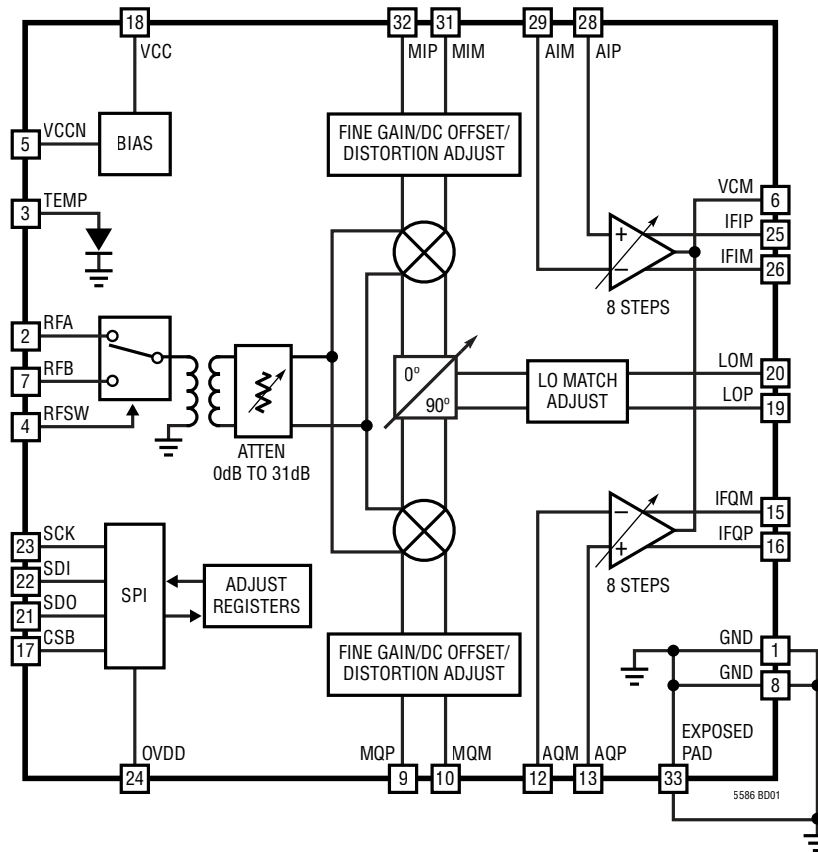 18
32
31
29
28
VCC
MIP
MIM
AIM
AIP
5
VCCN
BIAS
FINE GAIN/DC OFFSET/
DISTORTION ADJUST
3
TEMP
VCM
6
IFIP
25
IFIM
26
+
–
8 STEPS
2
RFA
7
RFB
4
RFSW
ATTEN
0dB TO 31dB
0º
90º
LO MATCH
ADJUST
LOM
20
LOP
19
IFQM
15
IFQP
16
–
+
8 STEPS
23
SCK
22
SDI
21
SDO
17
CSB
SPI
ADJUST
REGISTERS
FINE GAIN/DC OFFSET/
DISTORTION ADJUST
GND
1
GND
8
EXPOSED
PAD
OVDD
MQP
MQM
AQM
AQP
24
9
10
12
13
33
5586 BD01